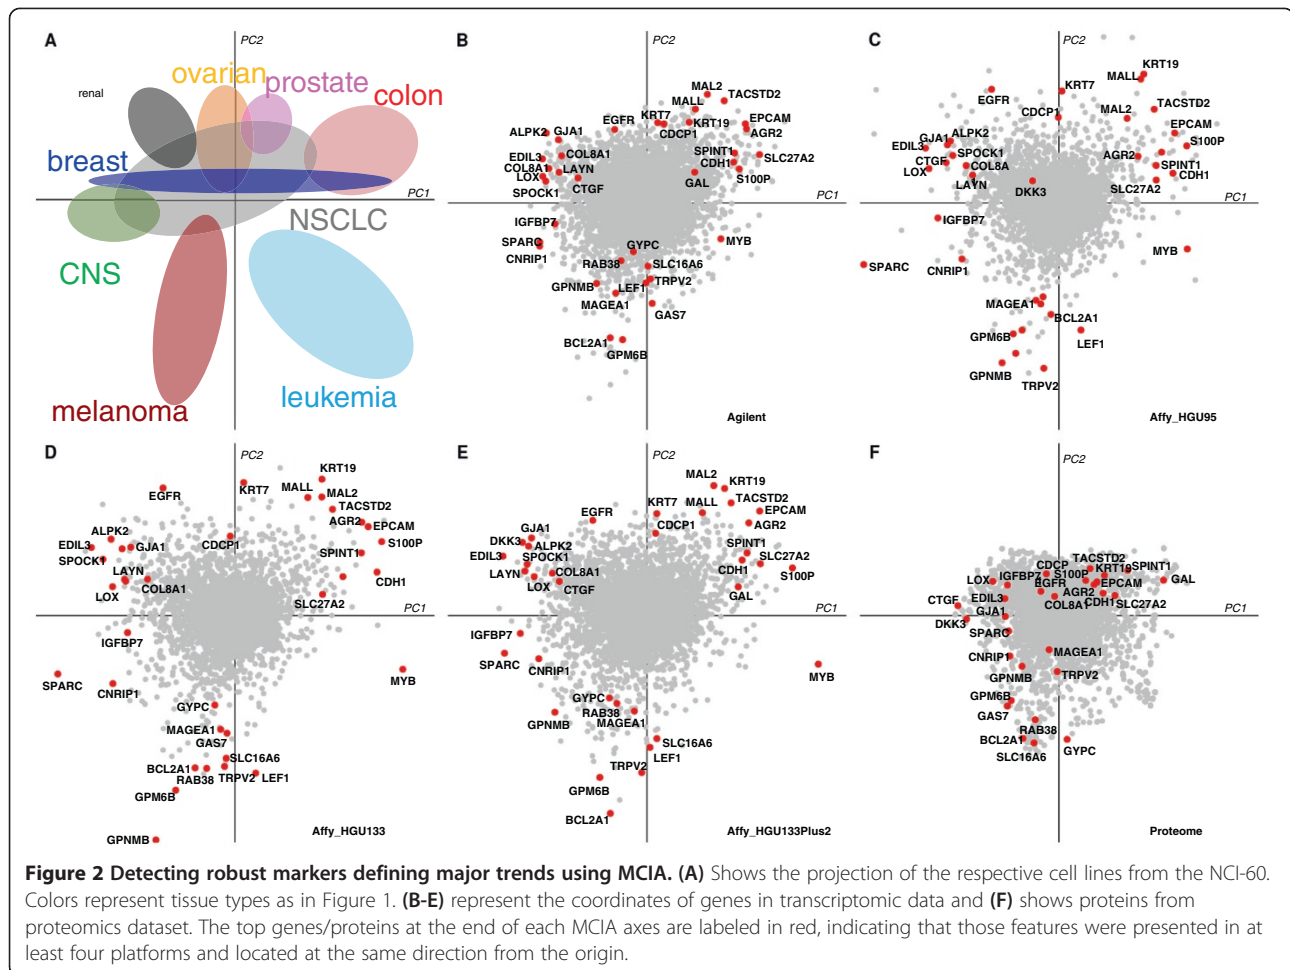 A
PC2
renal
ovarian
prostate
colon
breast
PC1
NSCLC
CNS
melanoma
leukemia
B
PC2
MAL2
TACSTD2
MALL
EGFR
KRT7
KRT19
EPCAM
CDCP1
AGR2
ALPK2
GJA1
EDIL3
COL8A1
SPINT1
SLC27A2
COL8A1
LAYN
CDH1
LOX
CTGF
GAL
S100P
SPOCK1
PC1
IGFBP7
SPARC
CNRIP1
GYPC
MYB
RAB38
SLC16A6
GPNMB
LEF1
TRPV2
MAGEA1
GAS7
BCL2A1
GPM6B
Agilent
C
PC2
KRT19
MALL
EGFR
KRT7
CDCP1
MAL2
TACSTD2
EPCAM
GJA1
ALPK2
EDIL3
S100P
CTGF
SPOCK1
AGR2
LOX
COL8A
SPINT1
LAYN
CDH1
DKK3
SLC27A2
PC1
IGFBP7
MYB
SPARC
CNRIP1
MAGEA1
BCL2A1
GPM6B
LEF1
GPNMB
TRPV2
Affy_HGU95
D
PC2
KRT19
EGFR
KRT7
MALL
MAL2
TACSTD2
AGR2
EPCAM
ALPK2
CDCP1
S100P
EDIL3
GJA1
SPOCK1
SPINT1
LAYN
CDH1
COL8A1
LOX
SLC27A2
PC1
IGFBP7
SPARC
CNRIP1
MYB
GYPC
MAGEA1
GAS7
SLC16A6
BCL2A1
RAB38
TRPV2
LEF1
GPM6B
GPNMB
Affy_HGU133
E
PC2
MAL2
KRT19
KRT7
MALL
TACSTD2
EPCAM
EGFR
CDCP1
AGR2
GJA1
DKK3
ALPK2
SPINT1
EDIL3
SPOCK1
SLC27A2
LAYN
COL8A1
CDH1
S100P
LOX
CTGF
GAL
PC1
IGFBP7
SPARC
CNRIP1
MYB
GYPC
RAB38
GPNMB
MAGEA1
SLC16A6
LEF1
TRPV2
GPM6B
BCL2A1
Affy_HGU133Plus2
F
PC2
TACSTD2
CDCP
KRT19
SPINT1
LOX
IGFBP7
S100P
GAL
EGFR
AGR2
EPCAM
CTGF
EDIL3
COL8A1
CDH1
SLC27A2
GJA1
PC1
DKK3
SPARC
CNRIP1
MAGEA1
GPNMB
TRPV2
GPM6B
GAS7
RAB38
BCL2A1
GYPC
SLC16A6
Proteome
Figure 2 Detecting robust markers defining major trends using MCIA. (A) Shows the projection of the respective cell lines from the NCI-60.
Colors represent tissue types as in Figure 1. (B-E) represent the coordinates of genes in transcriptomic data and (F) shows proteins from
proteomics dataset. The top genes/proteins at the end of each MCIA axes are labeled in red, indicating that those features were presented in at
least four platforms and located at the same direction from the origin.